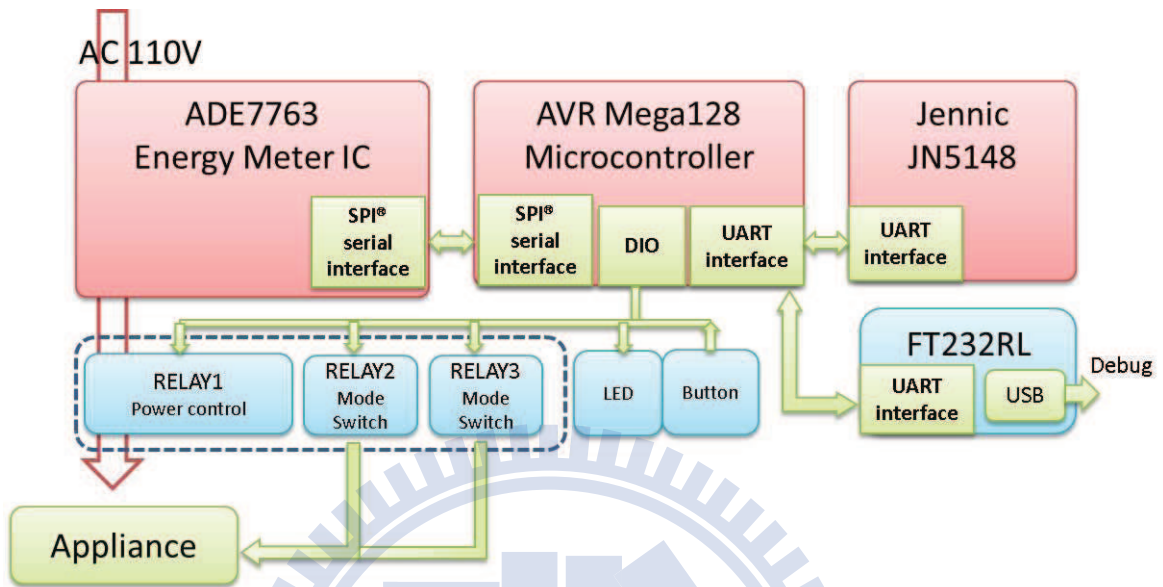 AC 110V
ADE7763
Energy Meter IC
SPI®
serial
interface
AVR Mega128
Microcontroller
SPI®
serial
interface
DIO
UART
interface
Jennic
JN5148
UART
interface
RELAY1
Power control
RELAY2
Mode
Switch
RELAY3
Mode
Switch
LED
Button
FT232RL
UART
interface
USB
Debug
Appliance